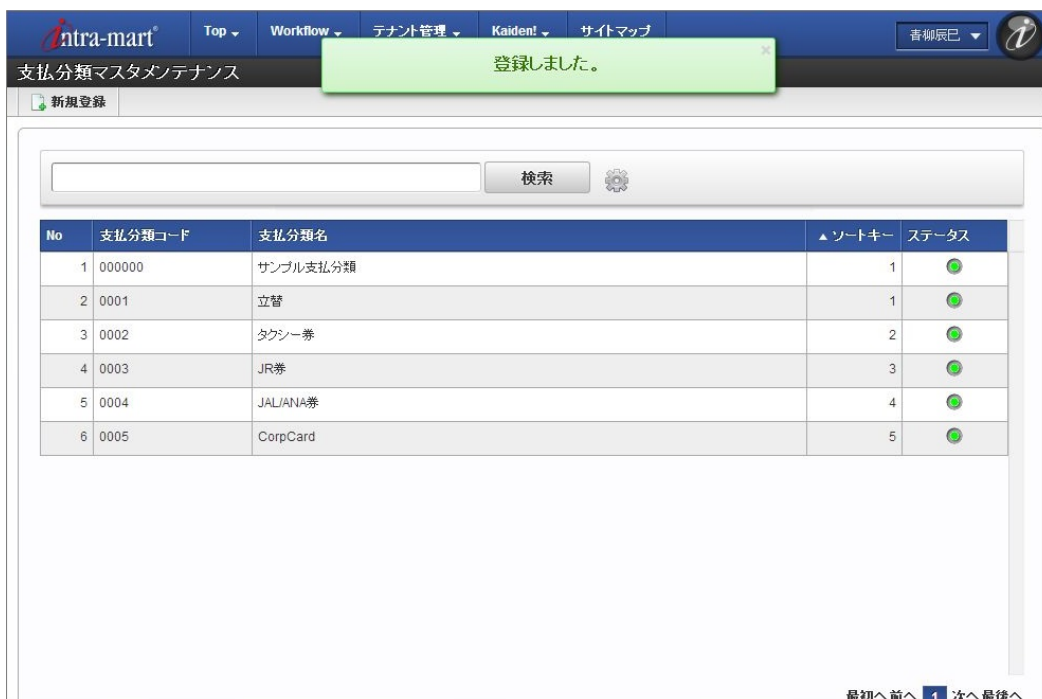 intra-mart® Top Workflow テナント管理 Kaiden! サイトマップ 青柳辰巳
登録しました。 ×
支払分類マスタメンテナンス
新規登録
検索
No 支払分類コード 支払分類名 ▲ ソートキー ステータス
1 000000 サンプル支払分類 1
2 0001 立替 1
3 0002 タクシー券 2
4 0003 JR券 3
5 0004 JAL/ANA券 4
6 0005 CorpCard 5
最初へ 前へ 1 次へ 最後へ